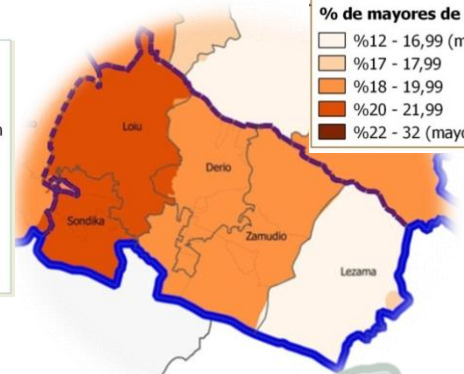 % de mayores de
%12 - 16,99 (m
%17 - 17,99
%18 - 19,99
%20 - 21,99
%22 - 32 (mayo
Loiu
Derio
Sondika
Zamudio
Lezama